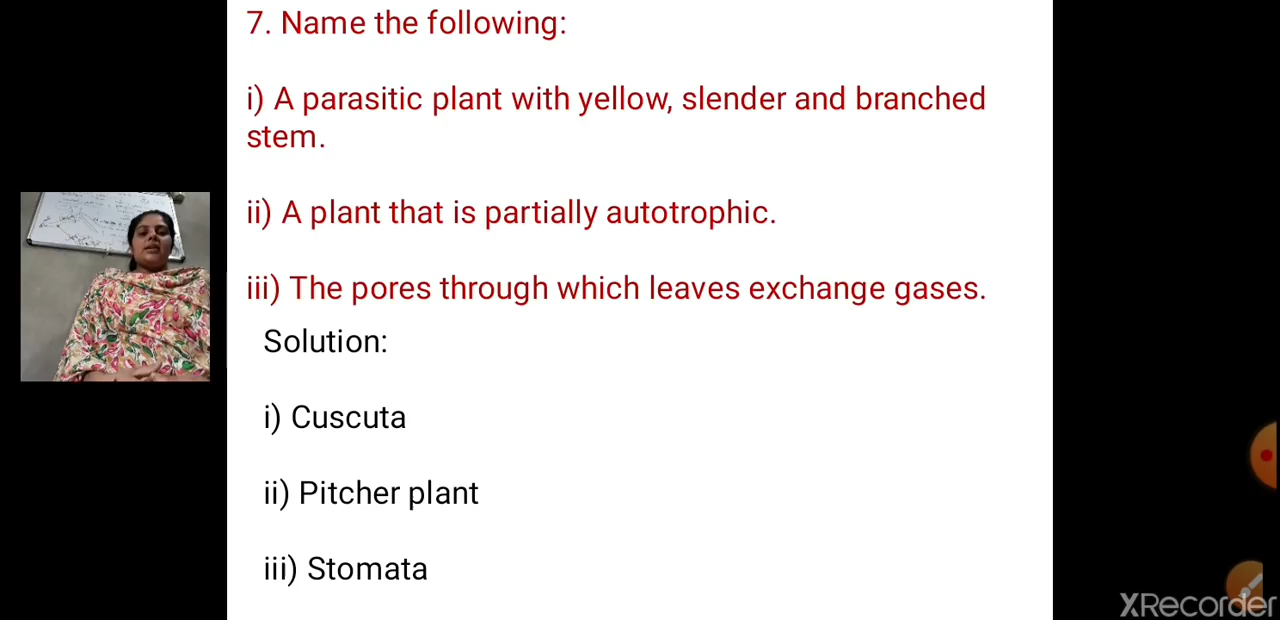 7. Name the following:
i) A parasitic plant with yellow, slender and branched
stem.
ii) A plant that is partially autotrophic.
iii) The pores through which leaves exchange gases.
Solution:
i) Cuscuta
ii) Pitcher plant
iii) Stomata
XRecorder